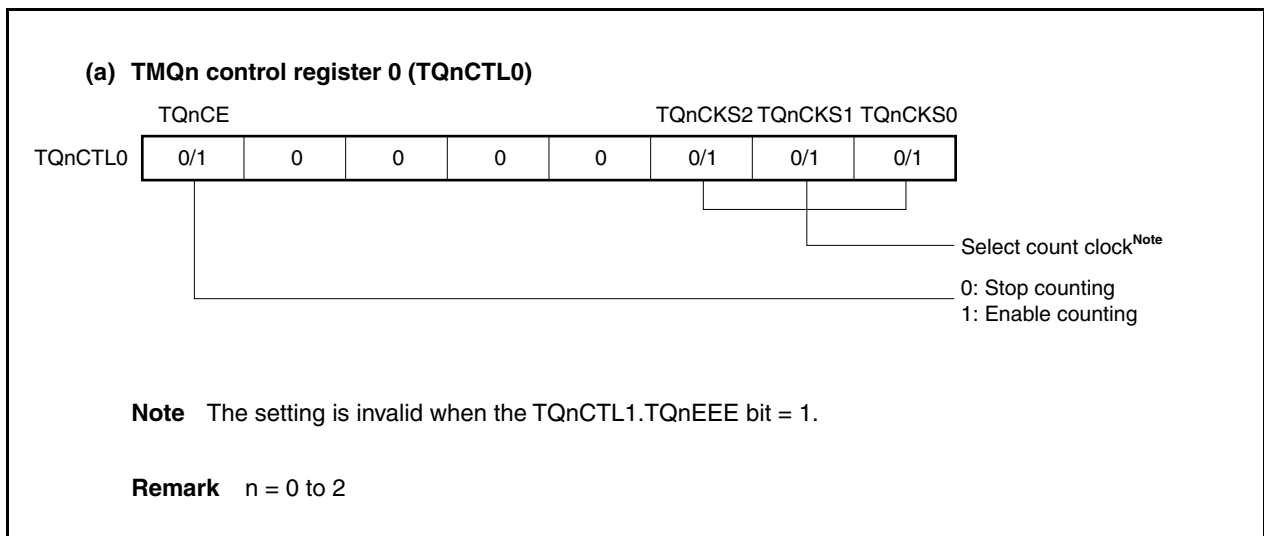 (a) TMQn control register 0 (TQnCTL0)
TQnCE TQnCKS2 TQnCKS1 TQnCKS0
TQnCTL0 0/1 0 0 0 0 0/1 0/1 0/1
Select count clockNote
0: Stop counting
1: Enable counting
Note The setting is invalid when the TQnCTL1.TQnEEE bit = 1.
Remark n = 0 to 2